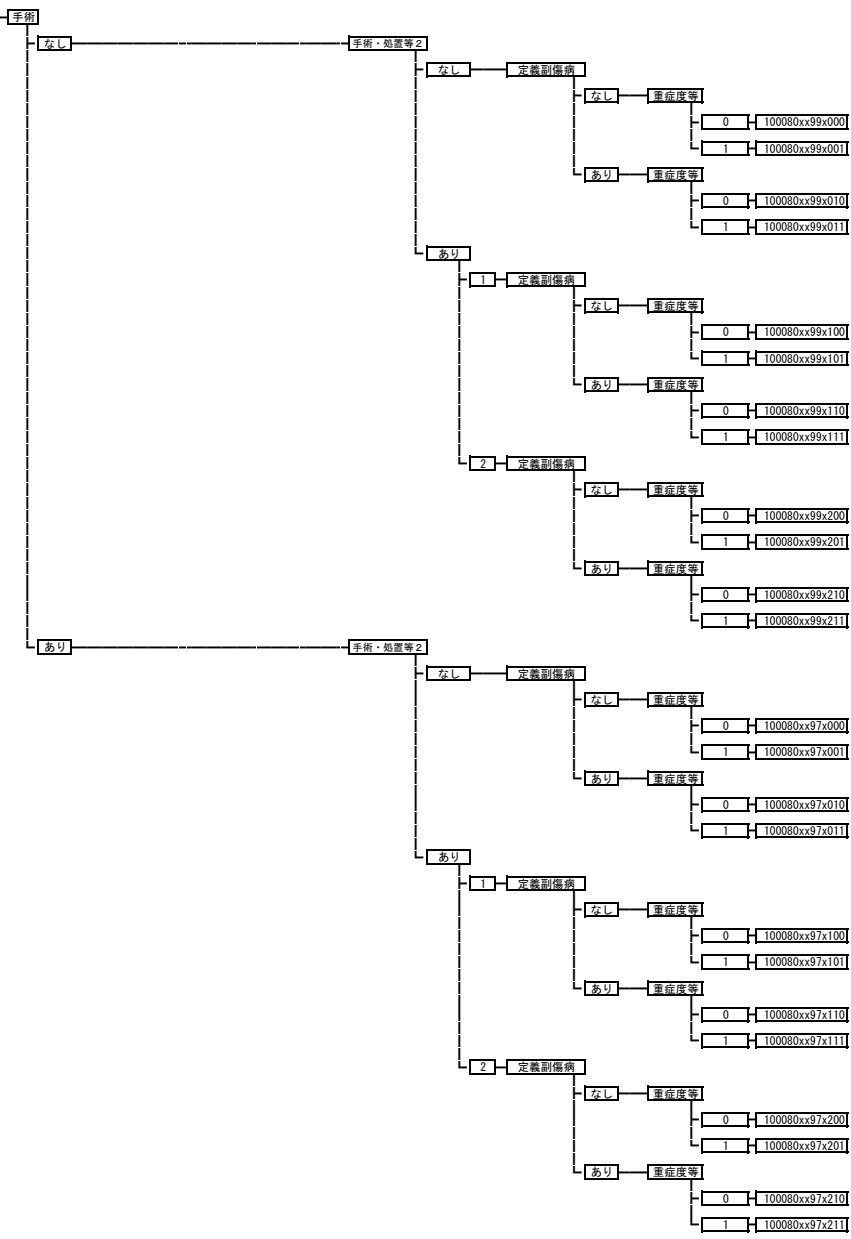 手術
なし 手術・処置等2
なし 定義副傷病
なし 重症度等
0 100080xx99x000
1 100080xx99x001
あり 重症度等
0 100080xx99x010
1 100080xx99x011
あり
1 定義副傷病
なし 重症度等
0 100080xx99x100
1 100080xx99x101
あり 重症度等
0 100080xx99x110
1 100080xx99x111
2 定義副傷病
なし 重症度等
0 100080xx99x200
1 100080xx99x201
あり 重症度等
0 100080xx99x210
1 100080xx99x211
あり 手術・処置等2
なし 定義副傷病
なし 重症度等
0 100080xx97x000
1 100080xx97x001
あり 重症度等
0 100080xx97x010
1 100080xx97x011
あり
1 定義副傷病
なし 重症度等
0 100080xx97x100
1 100080xx97x101
あり 重症度等
0 100080xx97x110
1 100080xx97x111
2 定義副傷病
なし 重症度等
0 100080xx97x200
1 100080xx97x201
あり 重症度等
0 100080xx97x210
1 100080xx97x211